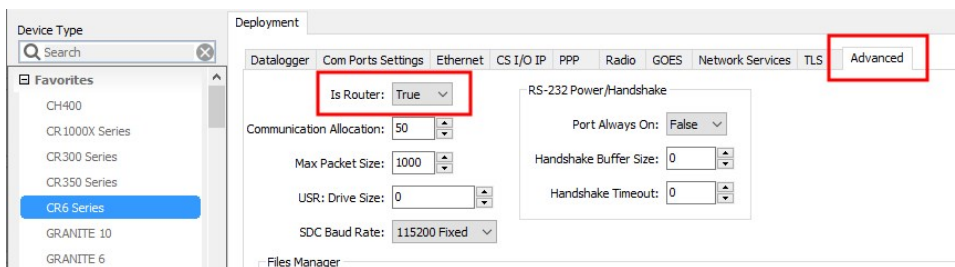 Device Type
Search
Favorites
CH400
CR1000X Series
CR300 Series
CR350 Series
CR6 Series
GRANITE 10
GRANITE 6
Deployment
Datalogger Com Ports Settings Ethernet CS I/O IP PPP Radio GOES Network Services TLS Advanced
Is Router: True
Communication Allocation: 50
Max Packet Size: 1000
USR: Drive Size: 0
SDC Baud Rate: 115200 Fixed
Files Manager
RS-232 Power/Handshake
Port Always On: False
Handshake Buffer Size: 0
Handshake Timeout: 0